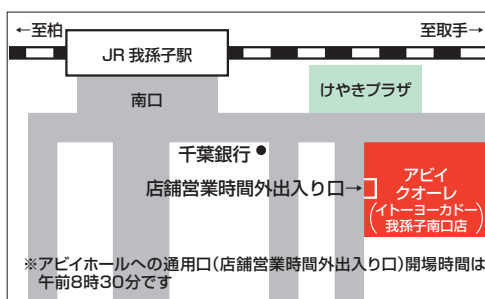 ←至柏
至取手→
JR 我孫子駅
南口
けやきプラザ
千葉銀行●
店舗営業時間外出入り口→
アビイ
クオーレ
(イトーヨーカドー
我孫子南口店)
※アビイホールへの通用口(店舗営業時間外出入り口)開場時間は
午前8時30分です